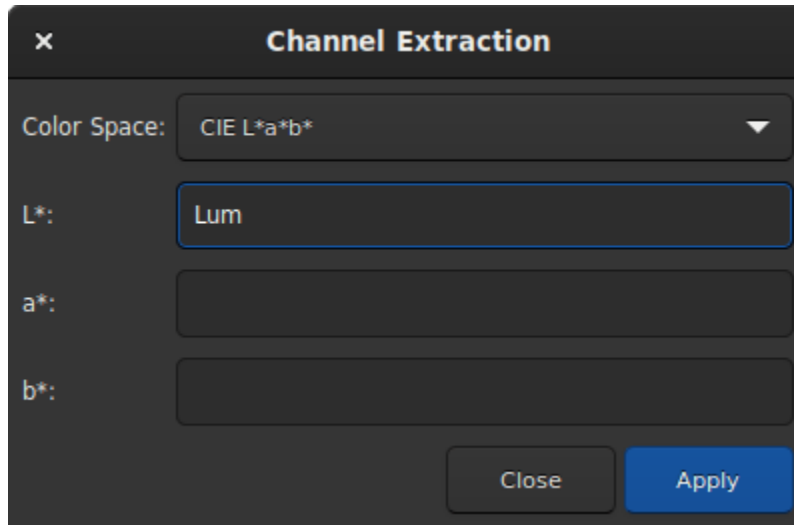 Channel Extraction
Color Space: CIE L*a*b*
L*: Lum
a*:
b*:
Close Apply